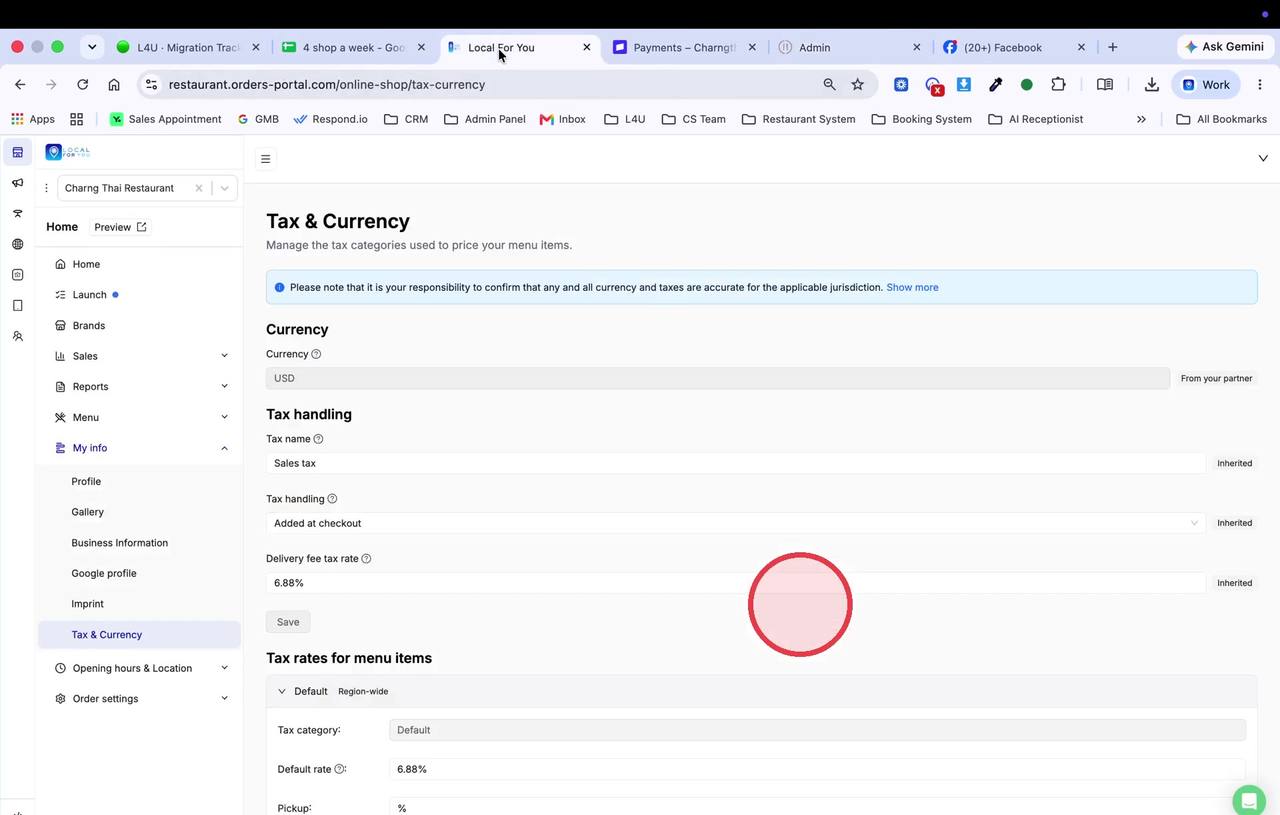 L4U · Migration Track
4 shop a week - Goo
Local For You
Payments – Charngth
Admin
(20+) Facebook
Ask Gemini
restaurant.orders-portal.com/online-shop/tax-currency
Work
Apps
Sales Appointment
GMB
Respond.io
CRM
Admin Panel
Inbox
L4U
CS Team
Restaurant System
Booking System
AI Receptionist
All Bookmarks
LOCAL
FOR YOU
Charng Thai Restaurant
Home
Preview
Home
Launch
Brands
Sales
Reports
Menu
My info
Profile
Gallery
Business Information
Google profile
Imprint
Tax & Currency
Opening hours & Location
Order settings
Tax & Currency
Manage the tax categories used to price your menu items.
Please note that it is your responsibility to confirm that any and all currency and taxes are accurate for the applicable jurisdiction. Show more
Currency
Currency
USD
From your partner
Tax handling
Tax name
Sales tax
Inherited
Tax handling
Added at checkout
Inherited
Delivery fee tax rate
6.88%
Inherited
Save
Tax rates for menu items
Default Region-wide
Tax category:
Default
Default rate :
6.88%
Pickup:
%